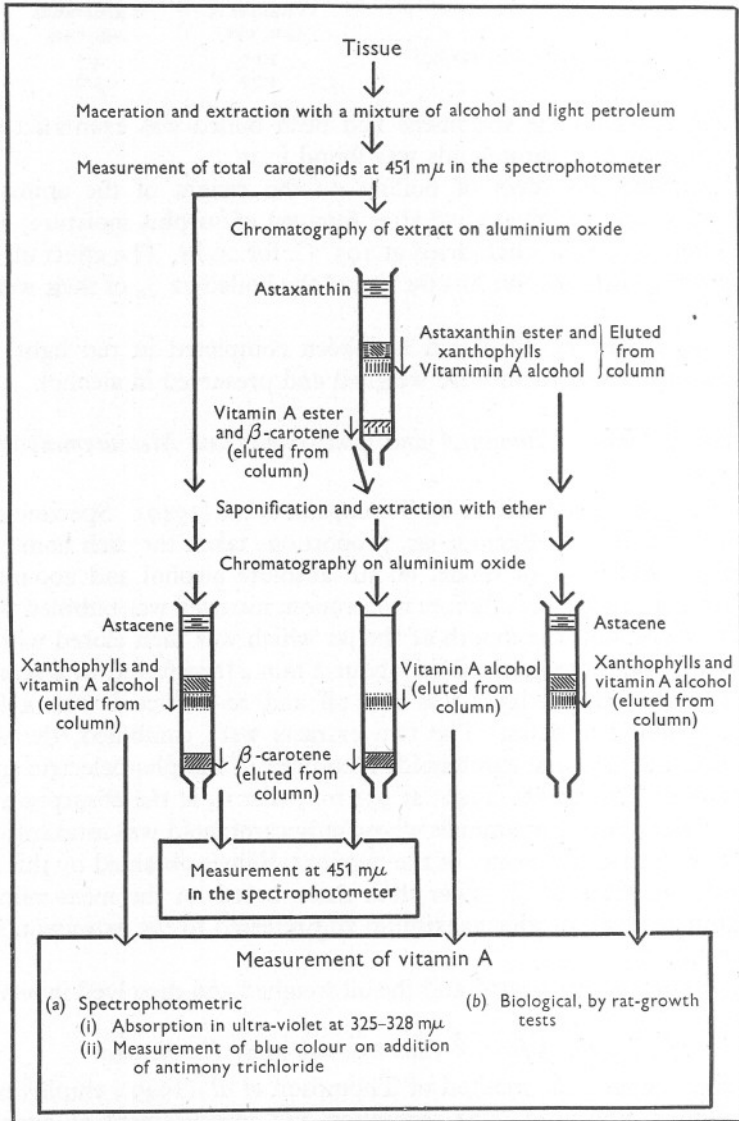 Tissue
Maceration and extraction with a mixture of alcohol and light petroleum
Measurement of total carotenoids at 451 mμ in the spectrophotometer
Chromatography of extract on aluminium oxide
Astaxanthin
Astaxanthin ester and
xanthophylls
Vitamimin A alcohol
Eluted
from
column
Vitamin A ester
and β-carotene
(eluted from
column)
Saponification and extraction with ether
Chromatography on aluminium oxide
Astacene
Xanthophylls and
vitamin A alcohol
(eluted from
column)
Vitamin A alcohol
(eluted from
column)
β-carotene
(eluted from
column)
Astacene
Xanthophylls and
vitamin A alcohol
(eluted from
column)
Measurement at 451 mμ
in the spectrophotometer
Measurement of vitamin A
(a) Spectrophotometric
(i) Absorption in ultra-violet at 325–328 mμ
(ii) Measurement of blue colour on addition
of antimony trichloride
(b) Biological, by rat-growth
tests